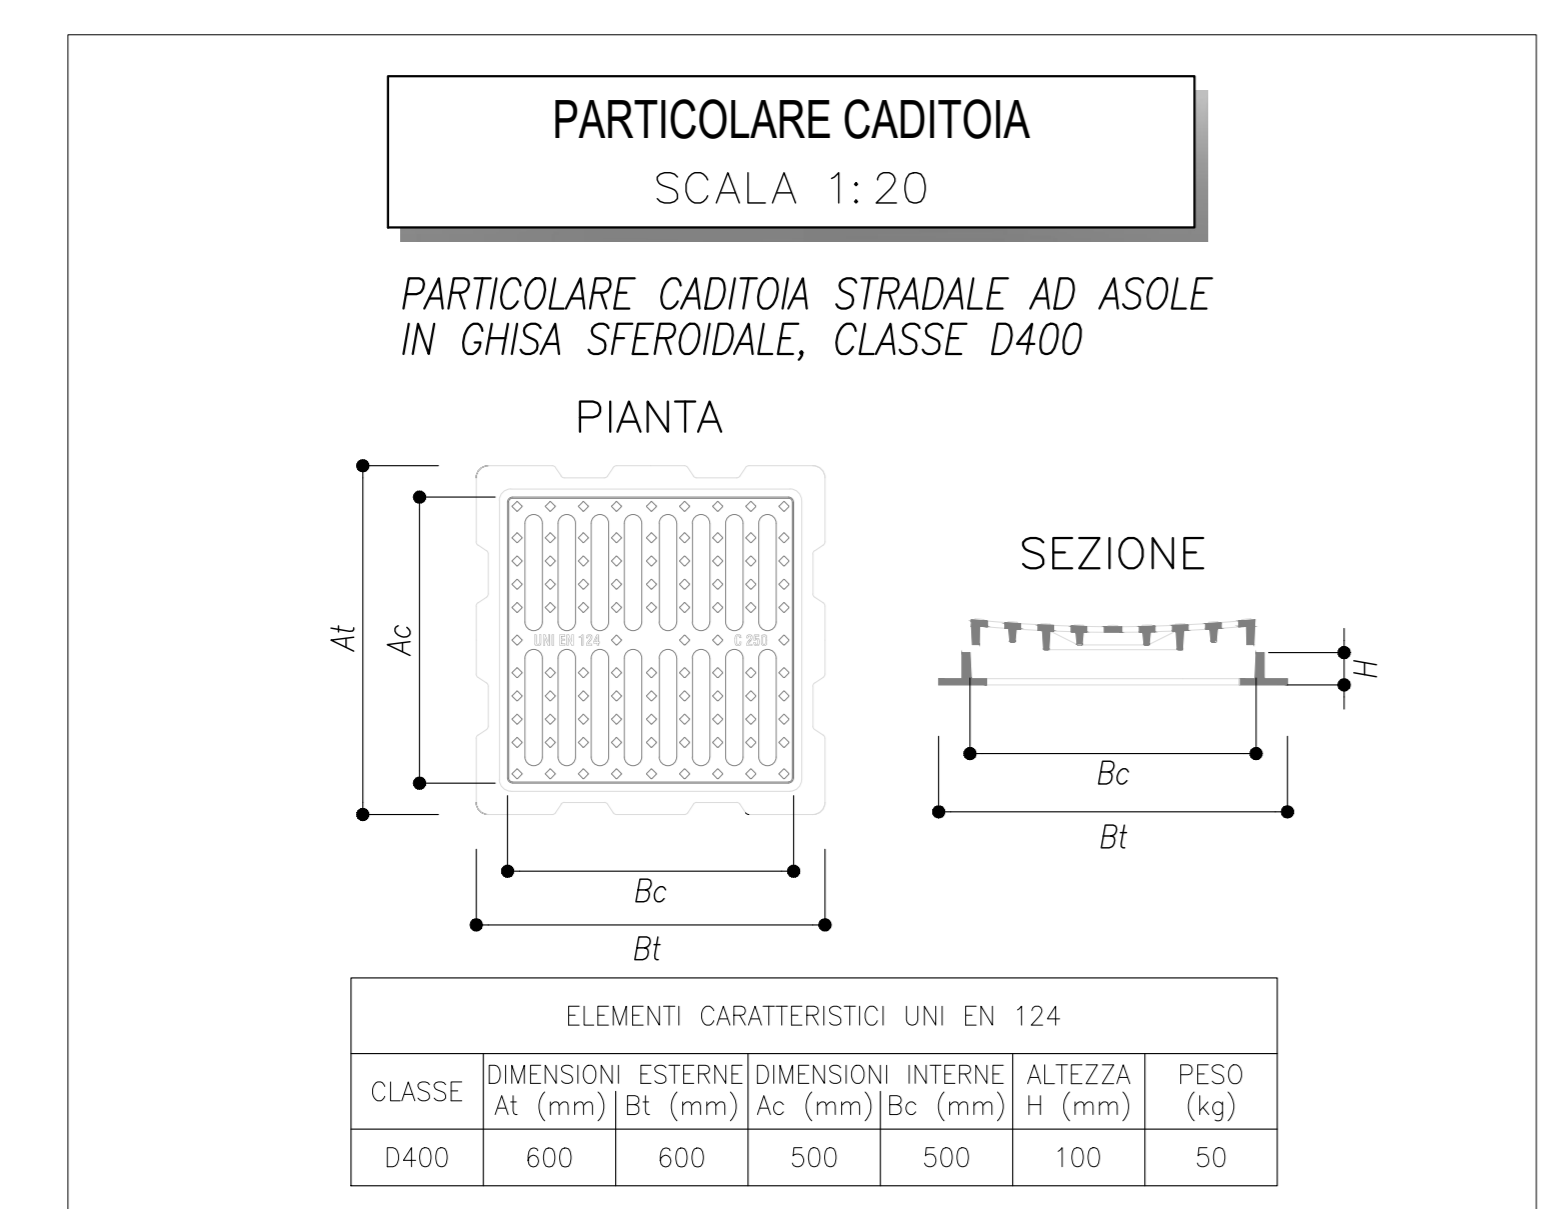 PARTICOLARE CADITOIA
SCALA 1:20
PARTICOLARE CADITOIA STRADALE AD ASOLE
IN GHISA SFEROIDALE, CLASSE D400
PIANTA
At
Ac
UNI EN 124
C 250
Bc
Bt
SEZIONE
H
Bc
Bt
ELEMENTI CARATTERISTICI UNI EN 124
CLASSE DIMENSIONI ESTERNE DIMENSIONI INTERNE ALTEZZA PESO
At (mm) Bt (mm) Ac (mm) Bc (mm) H (mm) (kg)
D400 600 600 500 500 100 50